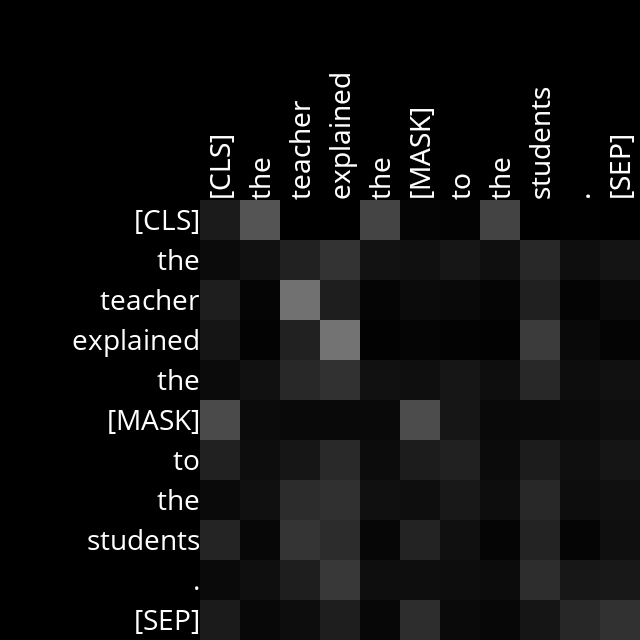 [CLS]
the
teacher
explained
the
[MASK]
to
the
students
.
[SEP]
[CLS]
the
teacher
explained
the
[MASK]
to
the
students
.
[SEP]